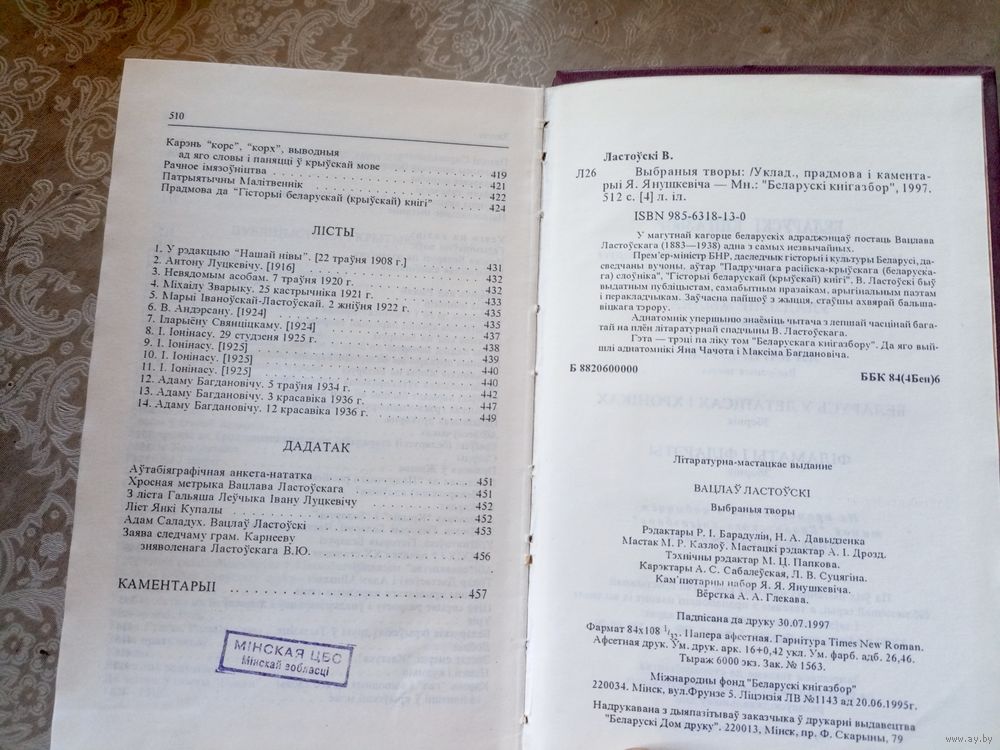 510
Карэнь "корс", "корх", выводныя
ад яго словы і паняцці ў крыўскай мове . . . . . . . . . . 419
Рачное імязоўніцтва . . . . . . . . . . 421
Патрыятычны Малітвеннік . . . . . . . . . . 422
Прадмова да "Гісторыі беларускай (крыўскай) кнігі" . . . . . . . . . . 424
ЛІСТЫ
1. У рэдакцыю "Нашай нівы". [22 траўня 1908 г.] . . . . . . . . . . 431
2. Антону Луцкевічу. [1916] . . . . . . . . . . 432
3. Невядомым асобам. 7 траўня 1920 г. . . . . . . . . . . 432
4. Міхаілу Звярыку. 25 кастрычніка 1921 г. . . . . . . . . . . 433
5. Марыі Іваноўскай-Ластоўскай. 2 жніўня 1922 г. . . . . . . . . . . 435
6. В. Андэрсану. [1924] . . . . . . . . . . 435
7. Іларыёну Свянціцкаму. [1924] . . . . . . . . . . 437
8. І. Іонінасу. 29 студзеня 1925 г. . . . . . . . . . . 438
9. І. Іонінасу. [1925] . . . . . . . . . . 439
10. І. Іонінасу. [1925] . . . . . . . . . . 440
11. І. Іонінасу. [1925] . . . . . . . . . . 440
12. Адаму Багдановічу. 5 траўня 1934 г. . . . . . . . . . . 442
13. Адаму Багдановічу. 3 красавіка 1936 г. . . . . . . . . . . 447
14. Адаму Багдановічу. 12 красавіка 1936 г. . . . . . . . . . . 449
ДАДАТАК
Аўтабіяграфічная анкета-нататка . . . . . . . . . . 451
Хросная метрыка Вацлава Ластоўскага . . . . . . . . . . 451
З ліста Гальяша Леўчыка Івану Луцкевічу . . . . . . . . . . 452
Ліст Янкі Купалы . . . . . . . . . . 452
Адам Саладух. Вацлаў Ластоўскі . . . . . . . . . . 453
Заява следчаму грам. Карнееву
зняволенага Ластоўскага В.Ю. . . . . . . . . . . 456
КАМЕНТАРЫІ . . . . . . . . . . 457
МІНСКАЯ ЦБС
Мінскай вобласці
Ластоўскі В.
Л26 Выбраныя творы: /Уклад., прадмова і камента-
рыі Я. Янушкевіча — Мн.: "Беларускі кнігазбор", 1997.
512 с. [4] л. іл.
ISBN 985-6318-13-0
У магутнай кагорце беларускіх адраджэнцаў постаць Вацлава
Ластоўскага (1883—1938) адна з самых незвычайных.
Прем'ер-міністр БНР, даследчык гісторыі і культуры Беларусі, да-
сведчаны вучоны, аўтар "Падручнага расійска-крыўскага (беларуска-
га) слоўніка", "Гісторыі беларускай (крыўскай) кнігі", В. Ластоўскі быў
выдатным публіцыстам, самабытным празаікам, арыгінальным паэтам
і перакладчыкам. Заўчасна пайшоў з жыцця, стаўшы ахвярай бальша-
віцкага тэрору.
Аднатомнік упершыню знаёміць чытача з лепшай часцінай бага-
тай на плён літаратурнай спадчыны В. Ластоўскага.
Гэта — трэці па ліку том "Беларускага кнігазбору". Да яго вый-
шлі аднатомнікі Яна Чачота і Максіма Багдановіча.
Б 8820600000
ББК 84(4Беи)6
Літаратурна-мастацкае выданне
ВАЦЛАЎ ЛАСТОЎСКІ
Выбраныя творы
Рэдактары Р. І. Барадулін, Н. А. Давыдзенка
Мастак М. Р. Казлоў. Мастацкі рэдактар А. І. Дрозд.
Тэхнічны рэдактар М. Ц. Папкова.
Карэктары А. С. Сабалеўская, Л. В. Суцягіна.
Кам'пютарны набор Я. Я. Янушкевіча.
Вёрстка А. А. Глекава.
Падпісана да друку 30.07.1997
Фармат 84х108 1/32. Папера афсетная. Гарнітура Times New Roman.
Афсетная друк. Ум. друк. арк. 16+0,42 укл. Ум. фарб. адб. 26,46.
Тыраж 6000 экз. Зак. № 1563.
Міжнародны фонд "Беларускі кнігазбор"
220034. Мінск, вул.Фрунзе 5. Ліцэнзія ЛВ №1143 ад 20.06.1995г.
Надрукавана з дыяпазітываў заказчыка ў друкарні выдавецтва
"Беларускі Дом друку". 220013, Мінск, пр. Ф. Скарыны, 79
www.ay.by